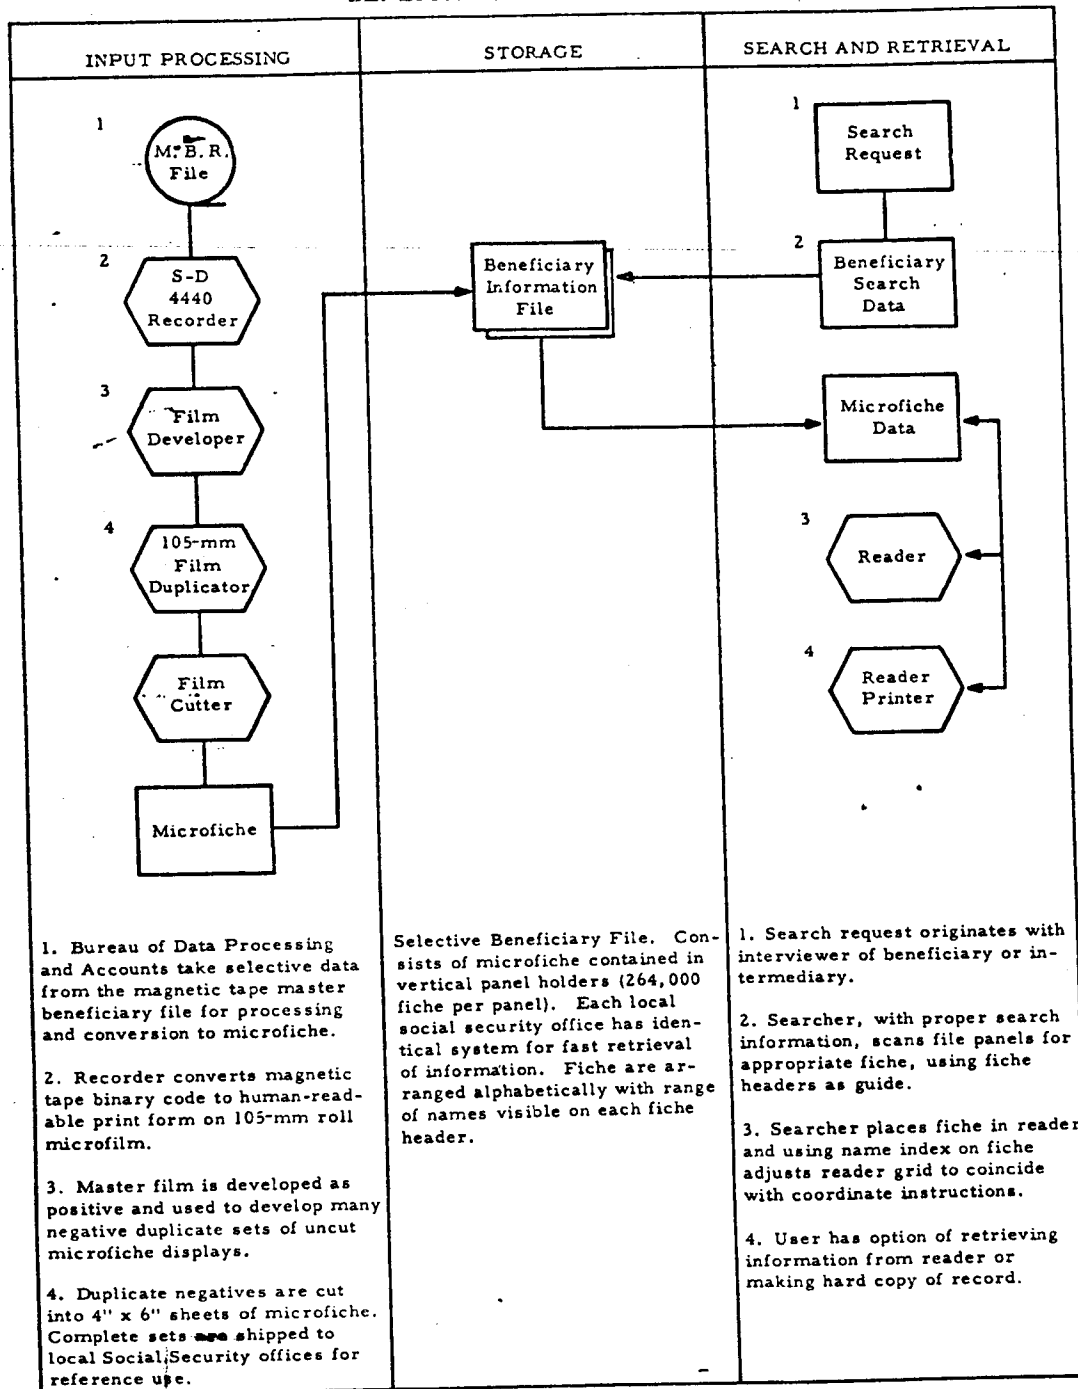 INPUT PROCESSING
STORAGE
SEARCH AND RETRIEVAL
1
M.B.R.
File
2
S-D
4440
Recorder
3
Film
Developer
4
105-mm
Film
Duplicator
Film
Cutter
Microfiche
Beneficiary
Information
File
1
Search
Request
2
Beneficiary
Search
Data
Microfiche
Data
3
Reader
4
Reader
Printer
1. Bureau of Data Processing
and Accounts take selective data
from the magnetic tape master
beneficiary file for processing
and conversion to microfiche.
2. Recorder converts magnetic
tape binary code to human-read-
able print form on 105-mm roll
microfilm.
3. Master film is developed as
positive and used to develop many
negative duplicate sets of uncut
microfiche displays.
4. Duplicate negatives are cut
into 4" x 6" sheets of microfiche.
Complete sets are shipped to
local Social Security offices for
reference use.
Selective Beneficiary File. Con-
sists of microfiche contained in
vertical panel holders (264,000
fiche per panel). Each local
social security office has iden-
tical system for fast retrieval
of information. Fiche are ar-
ranged alphabetically with range
of names visible on each fiche
header.
1. Search request originates with
interviewer of beneficiary or in-
termediary.
2. Searcher, with proper search
information, scans file panels for
appropriate fiche, using fiche
headers as guide.
3. Searcher places fiche in reader
and using name index on fiche
adjusts reader grid to coincide
with coordinate instructions.
4. User has option of retrieving
information from reader or
making hard copy of record.